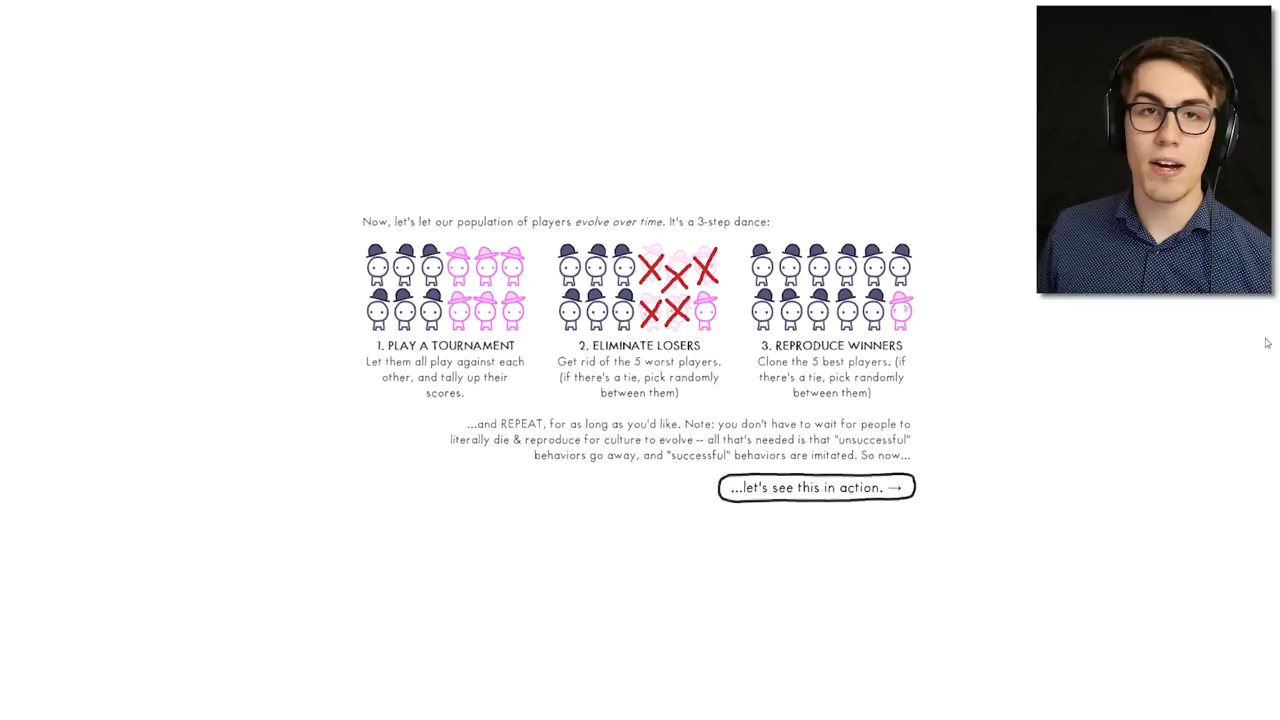 Now, let's let our population of players evolve over time. It's a 3-step dance:
1. PLAY A TOURNAMENT
Let them all play against each
other, and tally up their
scores.
2. ELIMINATE LOSERS
Get rid of the 5 worst players.
(if there's a tie, pick randomly
between them)
3. REPRODUCE WINNERS
Clone the 5 best players. (if
there's a tie, pick randomly
between them)
...and REPEAT, for as long as you'd like. Note: you don't have to wait for people to
literally die & reproduce for culture to evolve -- all that's needed is that "unsuccessful"
behaviors go away, and "successful" behaviors are imitated. So now...
...let's see this in action. →